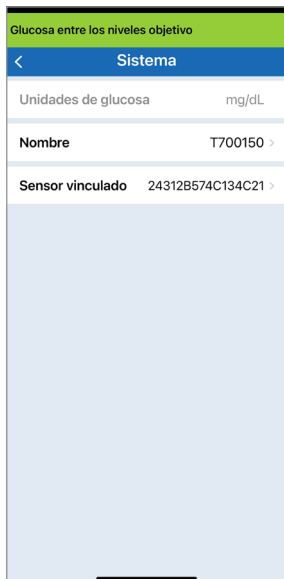 Glucosa entre los niveles objetivo
Sistema
Unidades de glucosa mg/dL
Nombre T700150
Sensor vinculado 24312B574C134C21